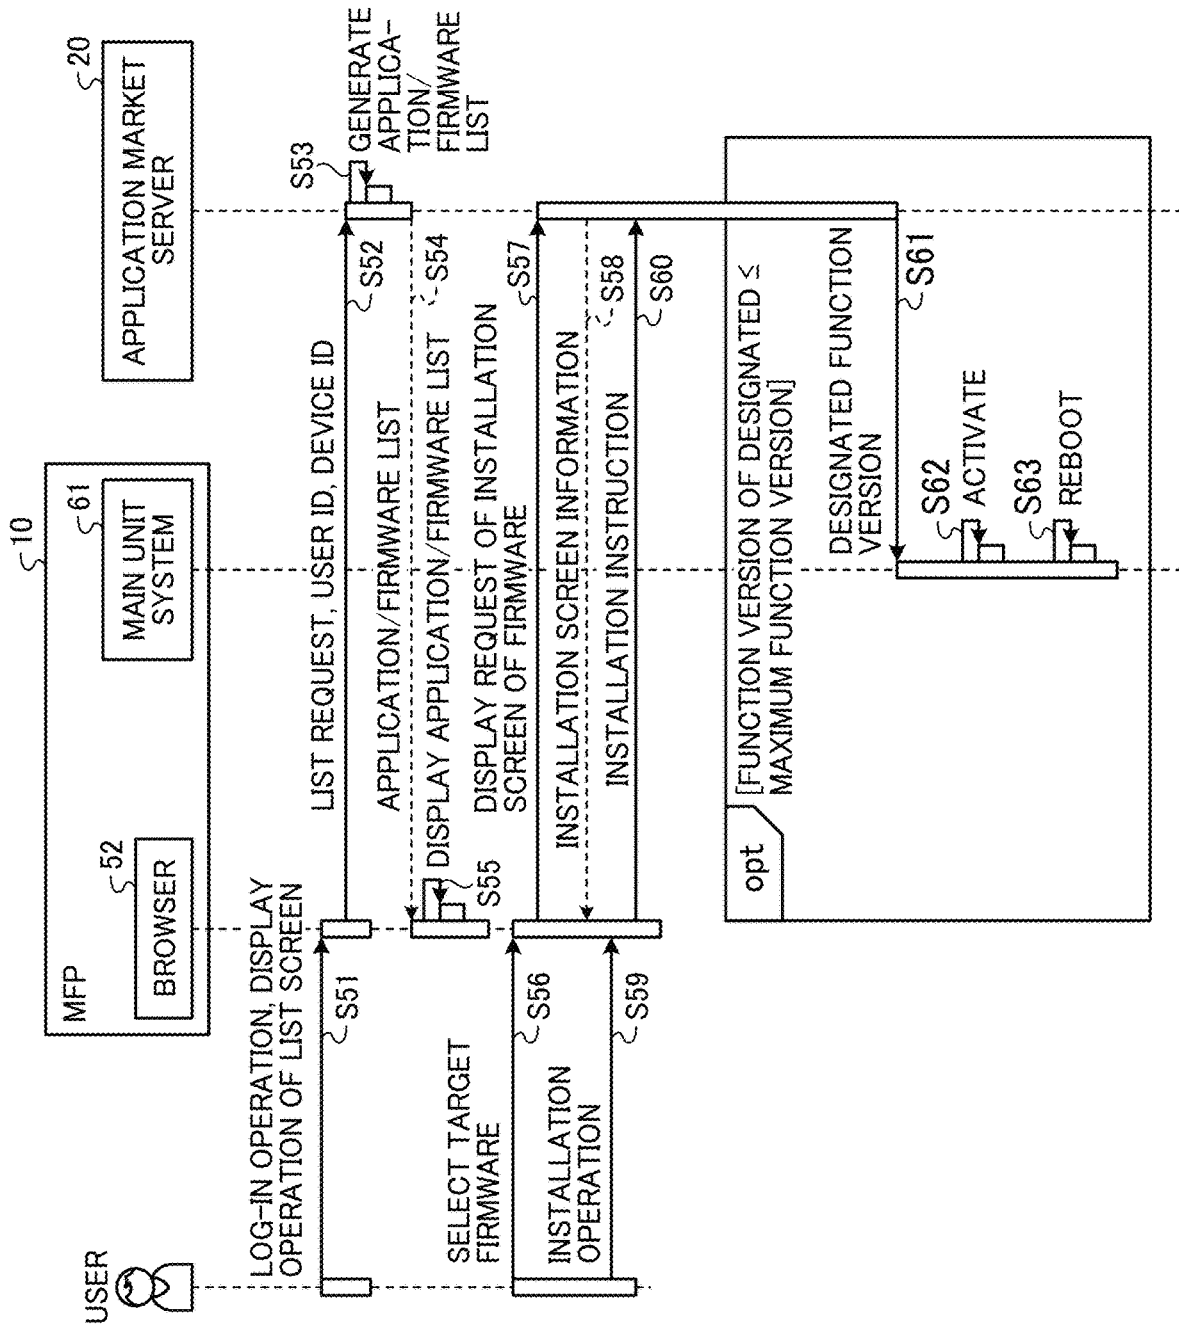 USER
MFP
10
BROWSER
52
MAIN UNIT
SYSTEM
61
APPLICATION MARKET
SERVER
20
LOG-IN OPERATION, DISPLAY
OPERATION OF LIST SCREEN
S51
LIST REQUEST, USER ID, DEVICE ID
S52
S53
GENERATE
APPLICA-
TION/
FIRMWARE
LIST
APPLICATION/FIRMWARE LIST
S54
DISPLAY APPLICATION/FIRMWARE LIST
S55
SELECT TARGET
FIRMWARE
S56
DISPLAY REQUEST OF INSTALLATION
SCREEN OF FIRMWARE
S57
INSTALLATION SCREEN INFORMATION
S58
INSTALLATION
OPERATION
S59
INSTALLATION INSTRUCTION
S60
opt
[FUNCTION VERSION OF DESIGNATED ≤
MAXIMUM FUNCTION VERSION]
DESIGNATED FUNCTION
VERSION
S61
S62
ACTIVATE
S63
REBOOT